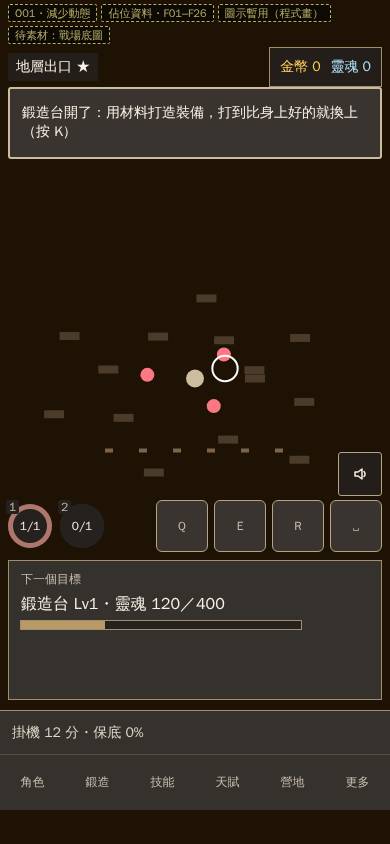 001・減少動態 佔位資料・F01–F26 圖示暫用（程式畫）
待素材：戰場底圖
地層出口 ★ 金幣 0 靈魂 0
鍛造台開了：用材料打造裝備，打到比身上好的就換上
（按 K）
1 1/1 2 0/1 Q E R ⎵
下一個目標
鍛造台 Lv1・靈魂 120／400
掛機 12 分・保底 0%
角色 鍛造 技能 天賦 營地 更多